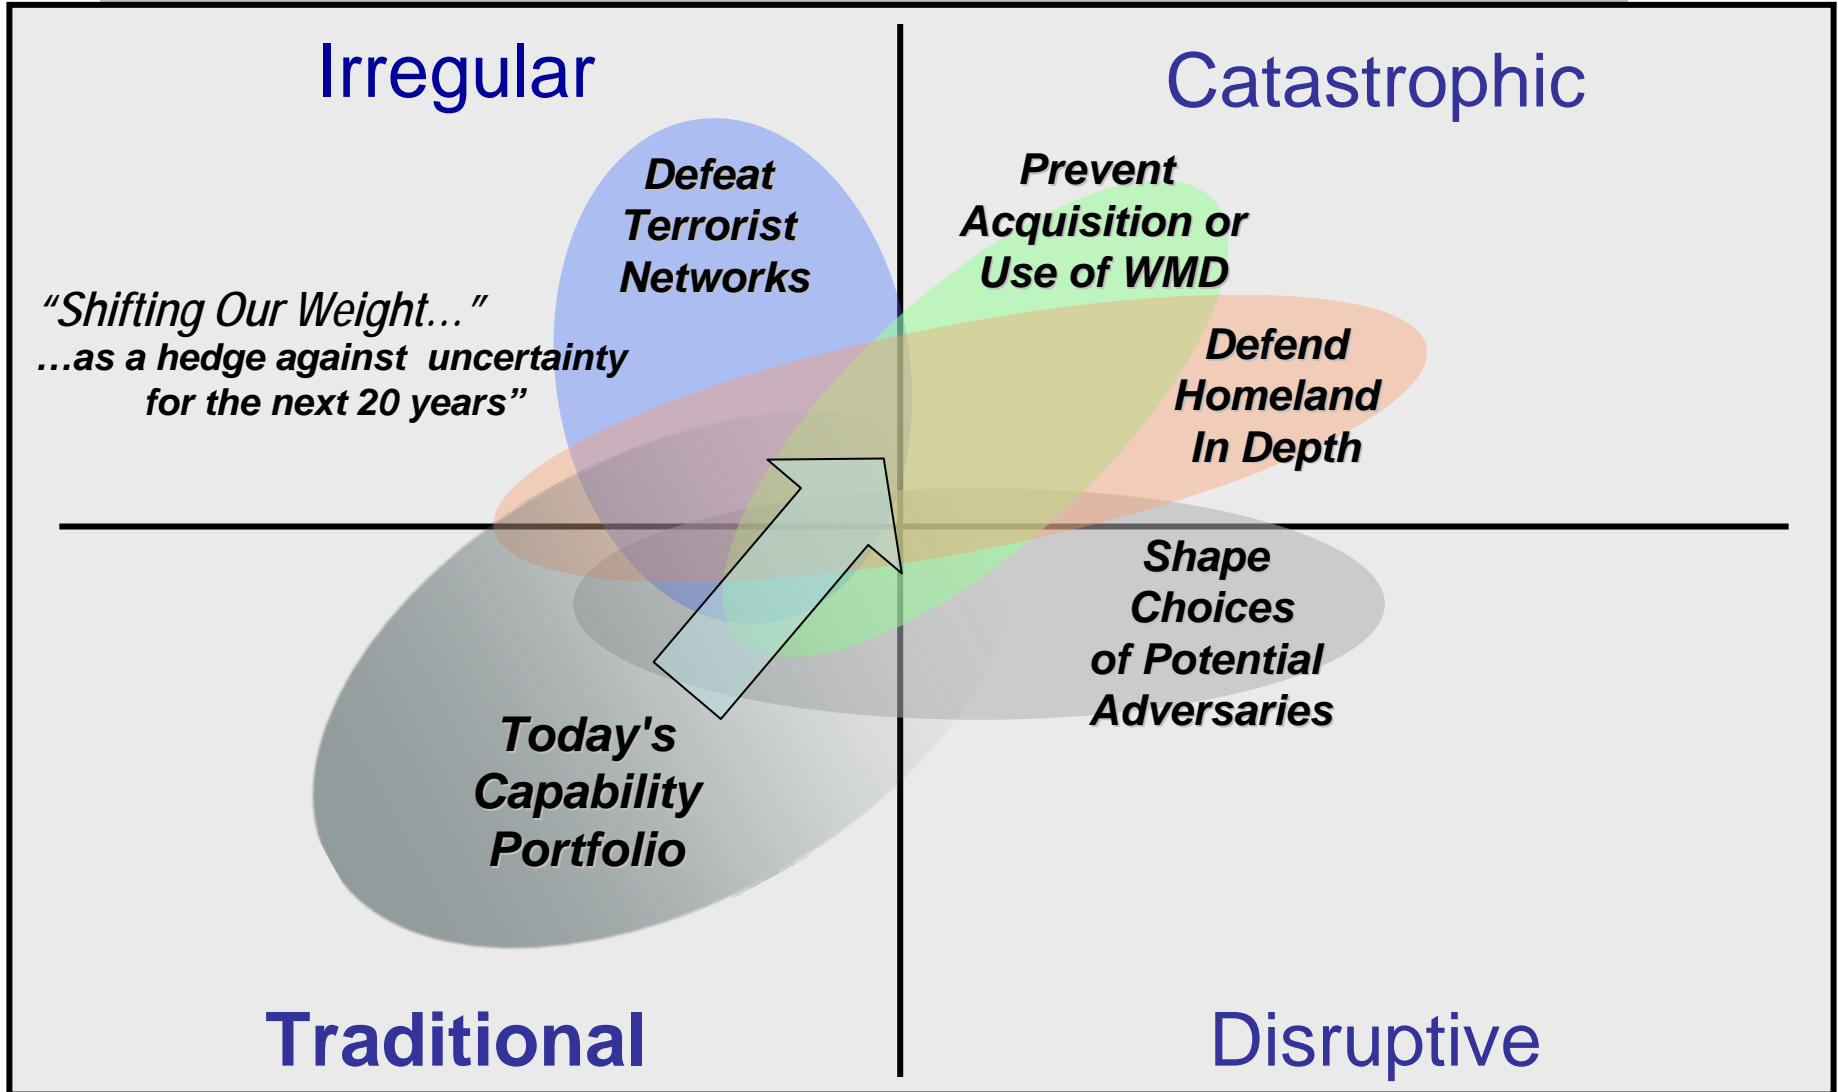 Irregular
Catastrophic
Defeat
Terrorist
Networks
Prevent
Acquisition or
Use of WMD
“Shifting Our Weight…”
…as a hedge against uncertainty
for the next 20 years”
Defend
Homeland
In Depth
Shape
Choices
of Potential
Adversaries
Today's
Capability
Portfolio
Traditional
Disruptive